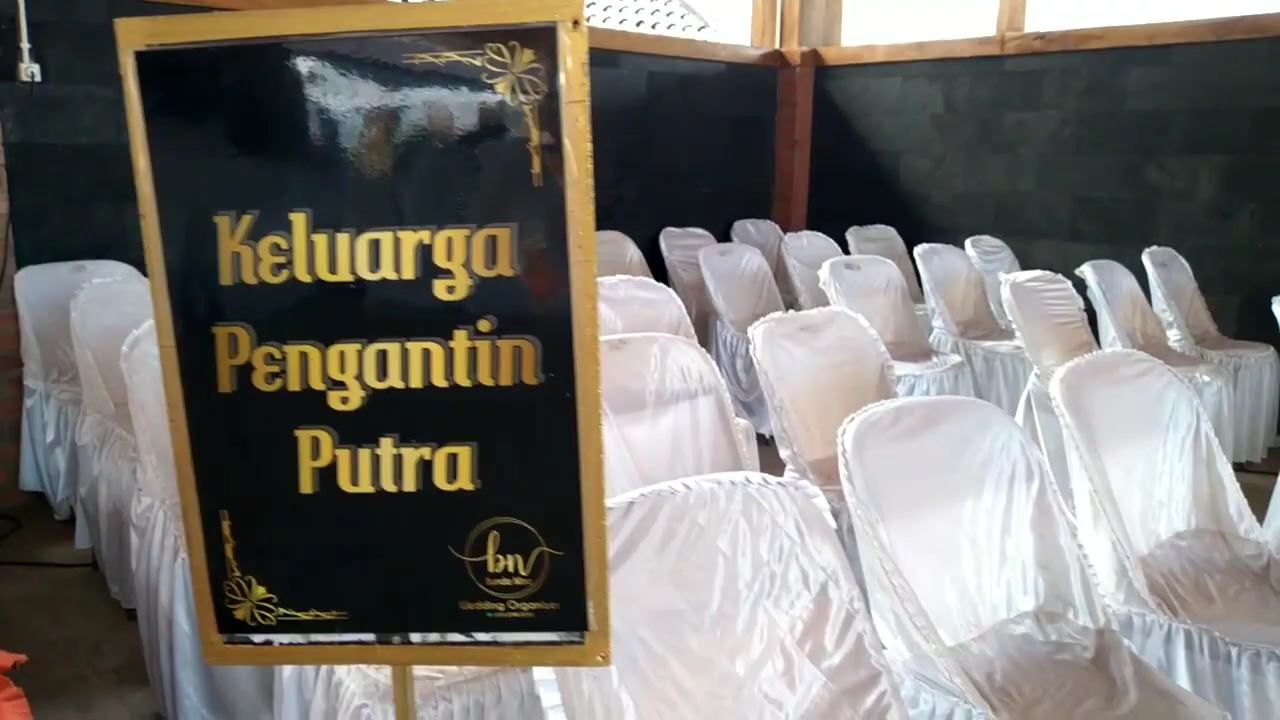 Keluarga
Pengantin
Putra
bn
Wedding Organizer